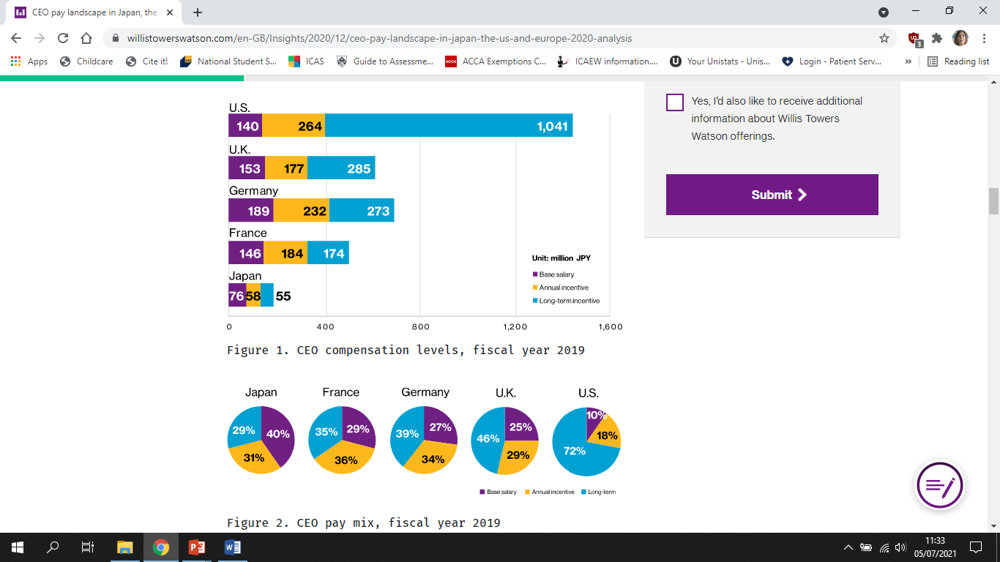 CEO pay landscape in Japan, the
willistowerswatson.com/en-GB/Insights/2020/12/ceo-pay-landscape-in-japan-the-us-and-europe-2020-analysis
3
Apps Childcare Cite it! National Student S... ICAS Guide to Assessme... ACCA ACCA Exemptions C... ICAEW information.... U Your Unistats - Unis... Login - Patient Serv... » Reading list
Yes, I'd also like to receive additional
information about Willis Towers
Watson offerings.
Submit
U.S.
140 264 1,041
U.K.
153 177 285
Germany
189 232 273
France
146 184 174
Japan
76 58 55
Unit: million JPY
Base salary
Annual incentive
Long-term incentive
0 400 800 1,200 1,600
Figure 1. CEO compensation levels, fiscal year 2019
Japan France Germany U.K. U.S.
29% 40% 31%
35% 29% 36%
39% 27% 34%
46% 25% 29%
10% 18% 72%
Base salary Annual incentive Long-term
Figure 2. CEO pay mix, fiscal year 2019
11:33
05/07/2021